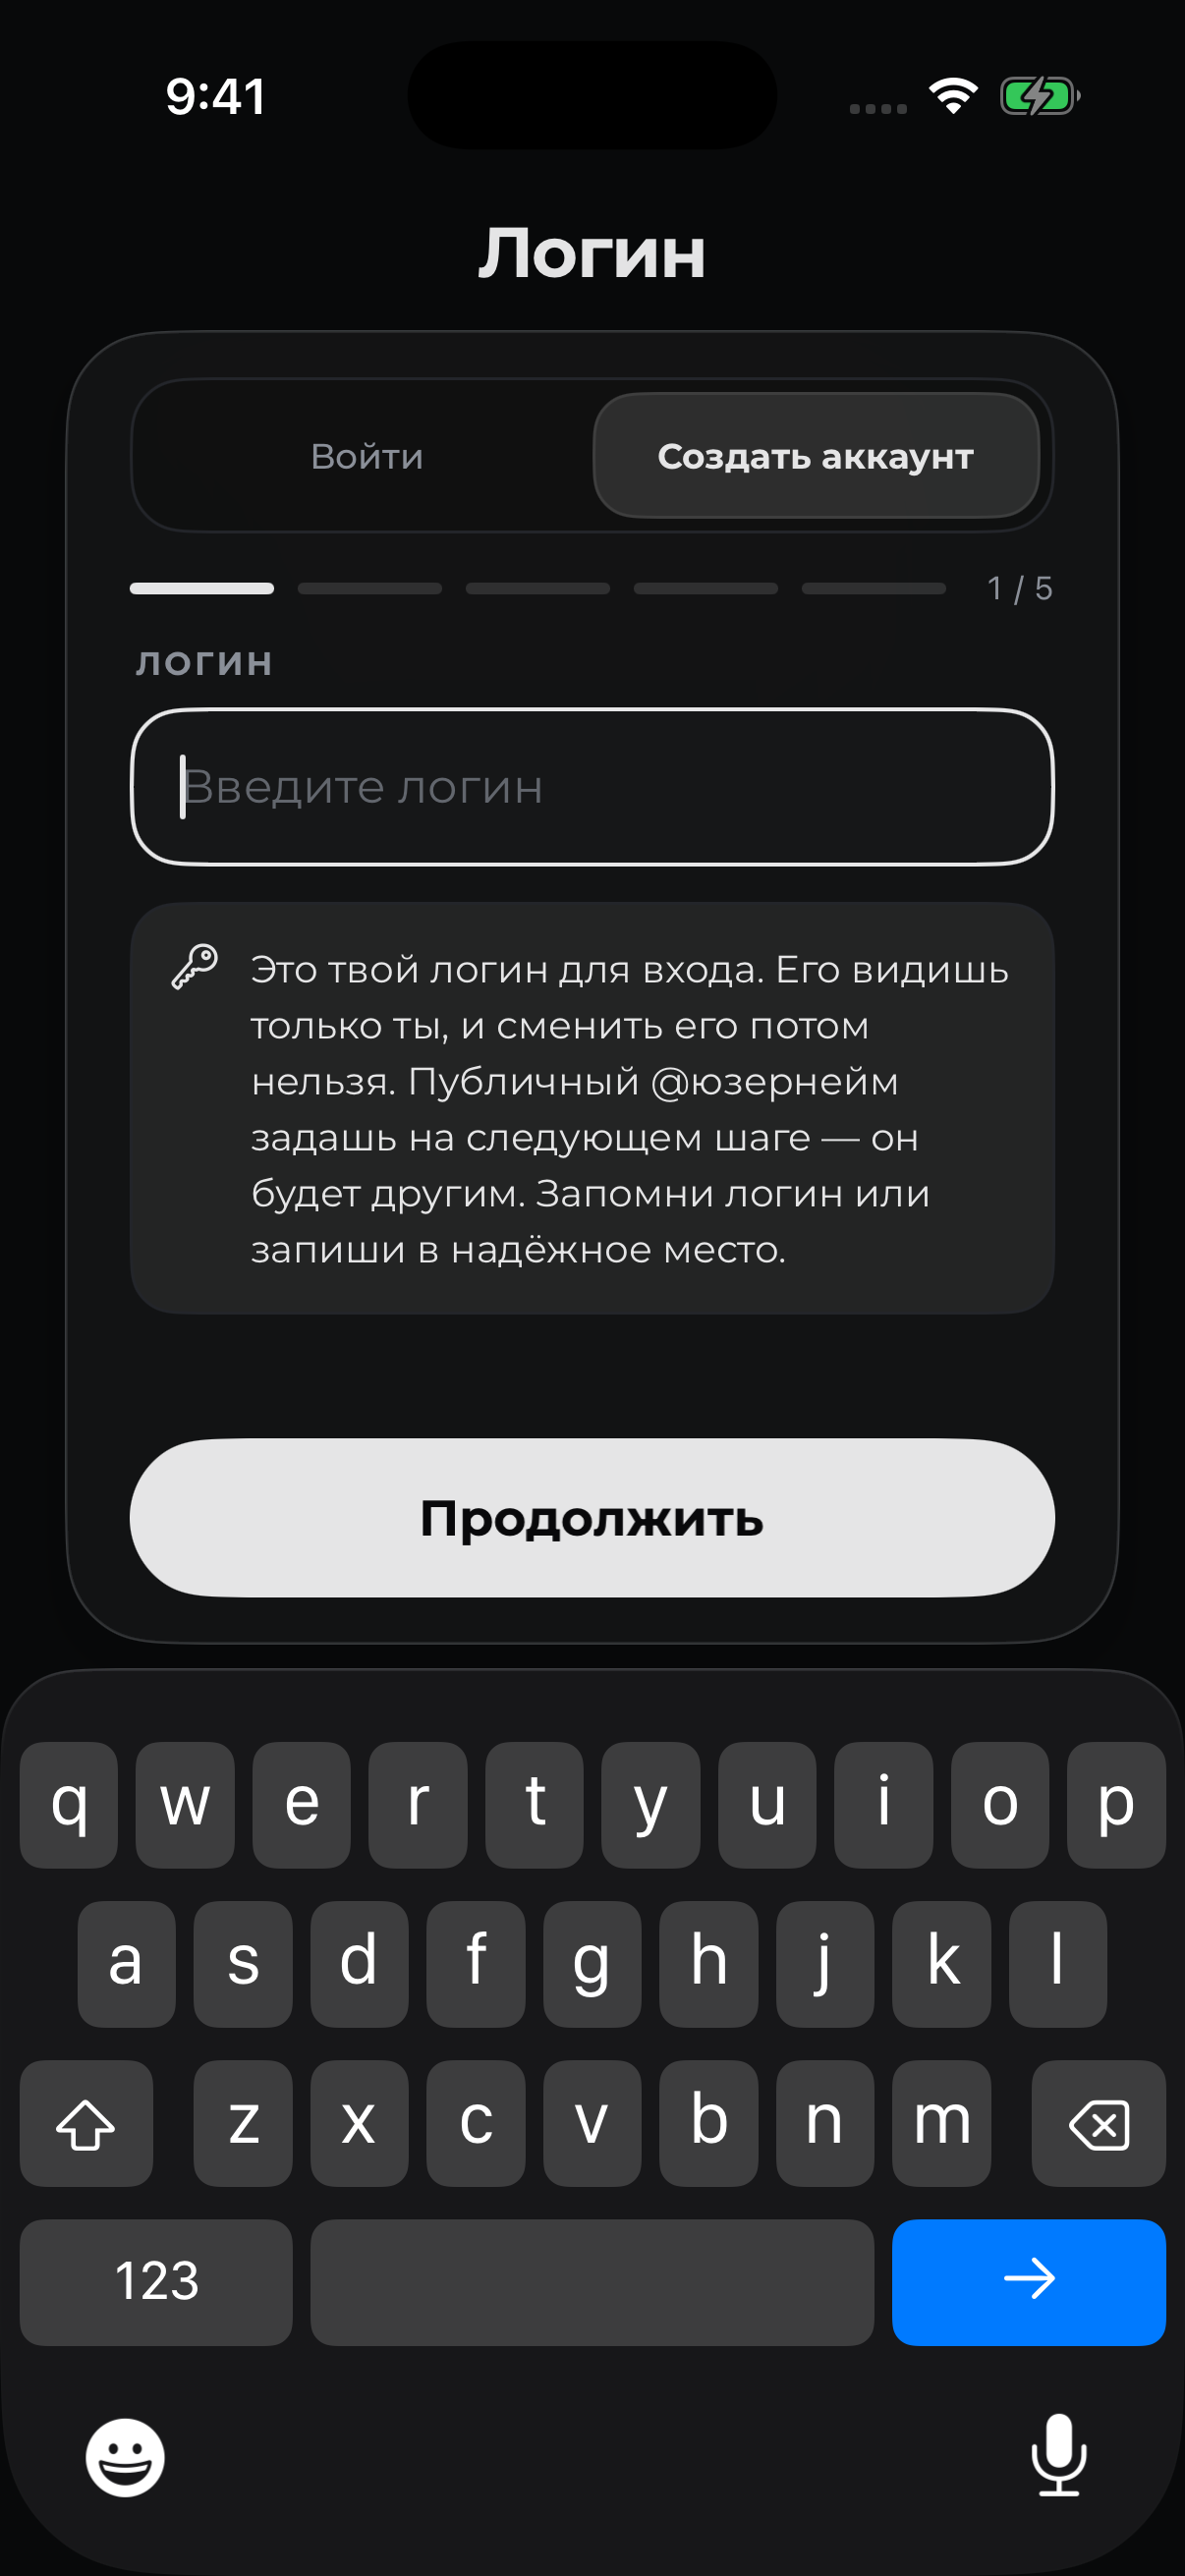 9:41
Логин
Войти
Создать аккаунт
1 / 5
ЛОГИН
Введите логин
Это твой логин для входа. Его видишь
только ты, и сменить его потом
нельзя. Публичный @юзернейм
задашь на следующем шаге — он
будет другим. Запомни логин или
запиши в надёжное место.
Продолжить
q w e r t y u i o p
a s d f g h j k l
z x c v b n m
123